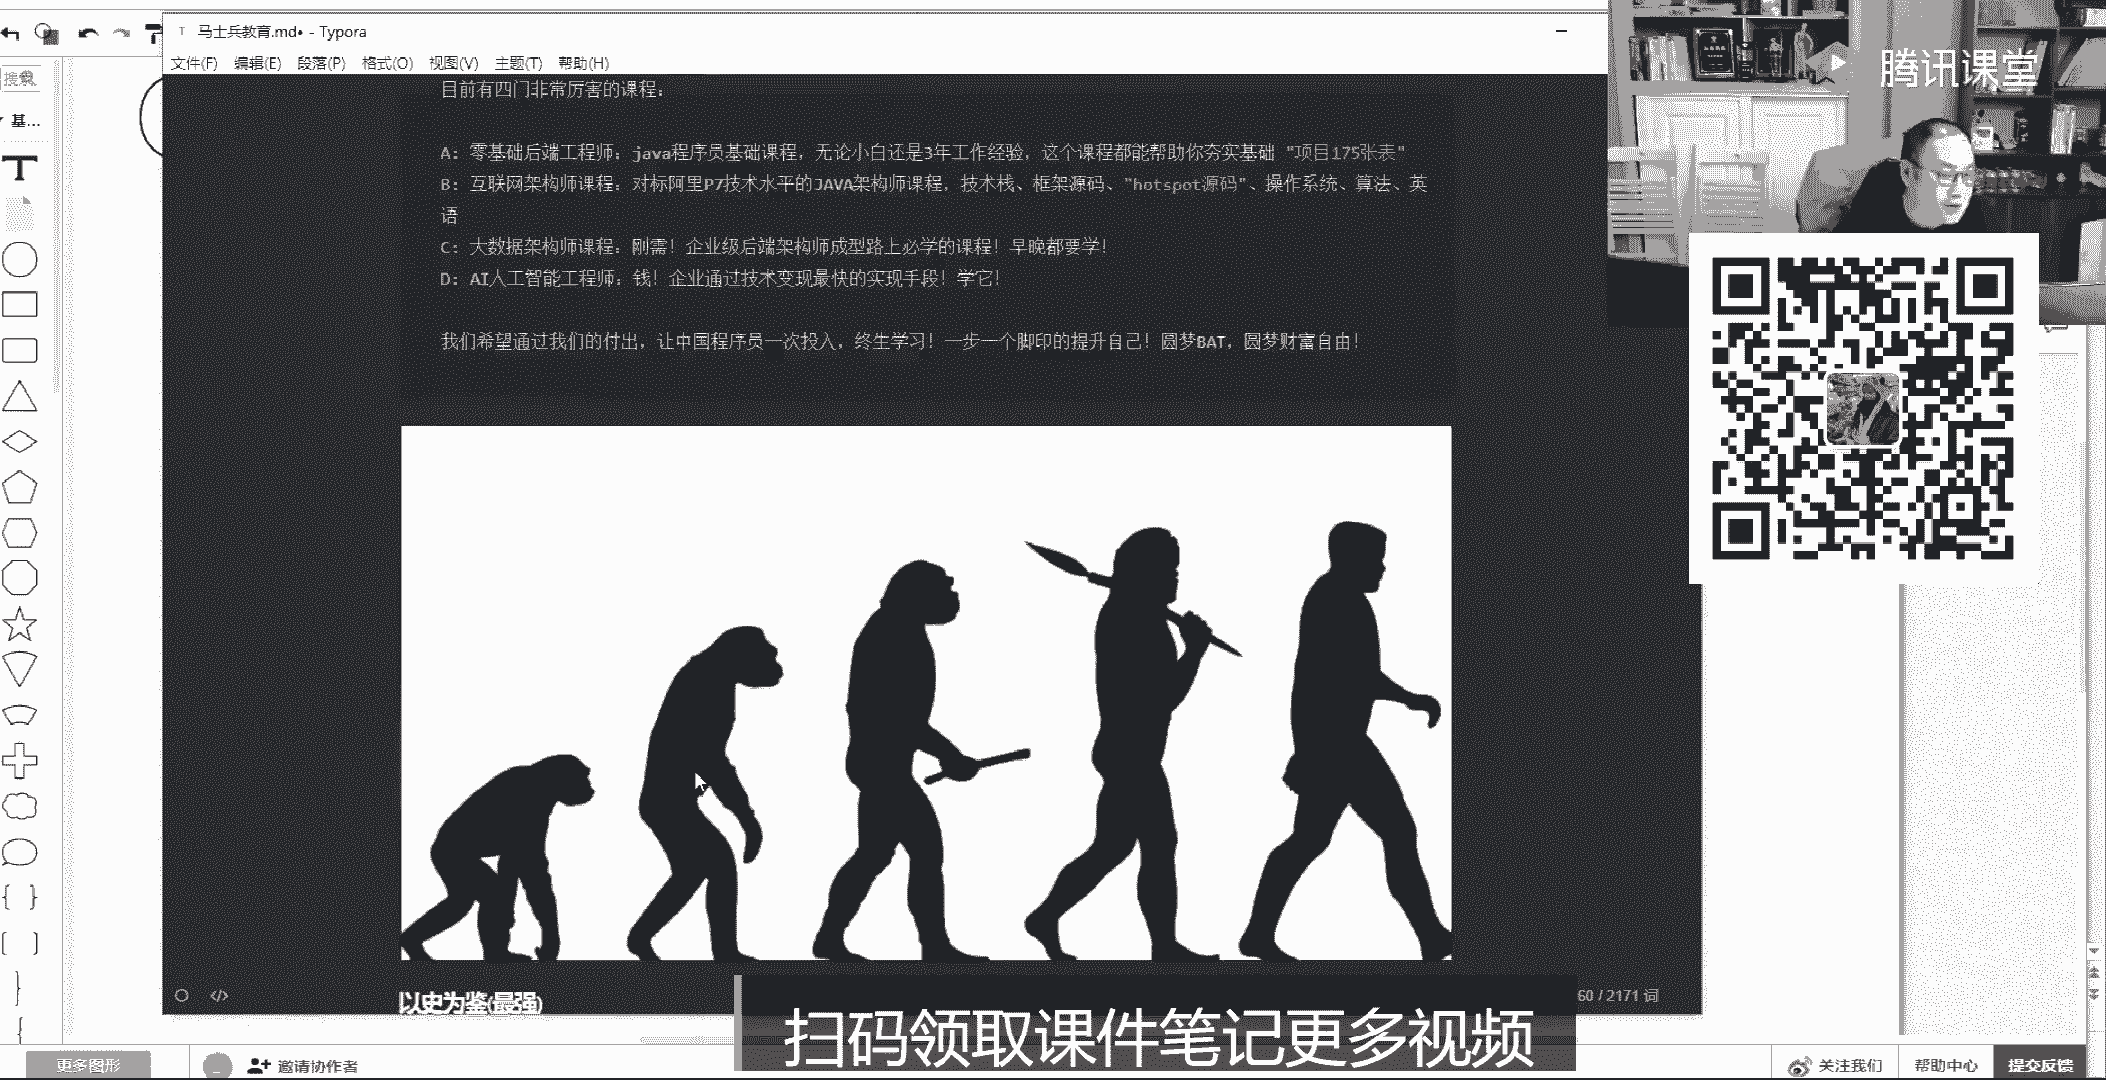 马士兵教育.md• - Typora
文件(F) 编辑(E) 段落(P) 格式(O) 视图(V) 主题(T) 帮助(H)
腾讯课堂
搜索
基...
目前有四门非常厉害的课程：
A：零基础后端工程师：java程序员基础课程，无论小白还是3年工作经验，这个课程都能帮助你夯实基础 "项目175张表"
B：互联网架构师课程：对标阿里P7技术水平的JAVA架构师课程，技术栈、框架源码、"hotspot源码"、操作系统、算法、英
语
C：大数据架构师课程：刚需！企业级后端架构师成型路上必学的课程！早晚都要学！
D：AI人工智能工程师：钱！企业通过技术变现最快的实现手段！学它！
我们希望通过我们的付出，让中国程序员一次投入，终生学习！一步一个脚印的提升自己！圆梦BAT，圆梦财富自由！
以史为鉴(最强)
60 / 2171 词
扫码领取课件笔记更多视频
更多图形
邀请协作者
关注我们
帮助中心
提交反馈